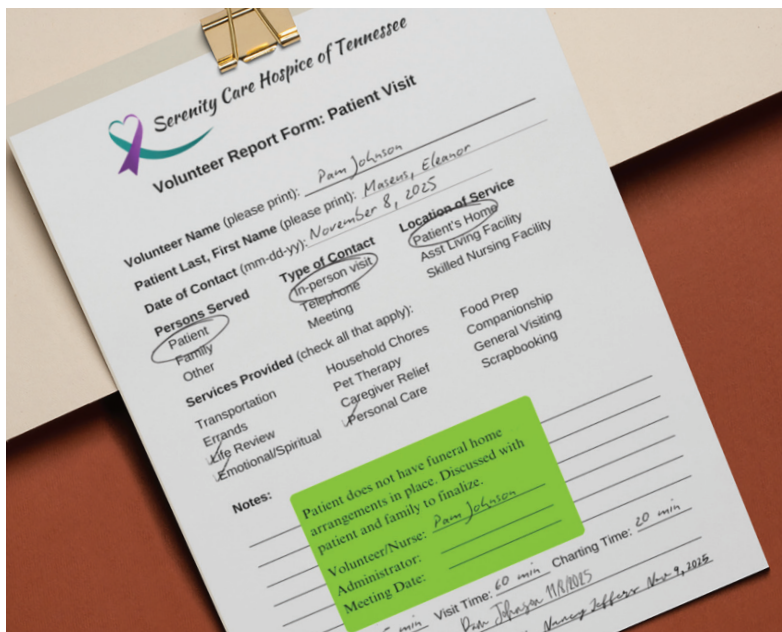 Serenity Care Hospice of Tennessee
Volunteer Report Form: Patient Visit
Volunteer Name (please print): Pam Johnson
Patient Last, First Name (please print): Maseus, Eleanor
Date of Contact (mm-dd-yy): November 8, 2025
Persons Served
Patient
Family
Other
Type of Contact
In-person visit
Telephone
Meeting
Location of Service
Patient's Home
Asst Living Facility
Skilled Nursing Facility
Services Provided (check all that apply):
Transportation
Errands
Life Review
Emotional/Spiritual
Household Chores
Pet Therapy
Caregiver Relief
Personal Care
Food Prep
Companionship
General Visiting
Scrapbooking
Notes:
Patient does not have funeral home
arrangements in place. Discussed with
patient and family to finalize.
Volunteer/Nurse: Pam Johnson
Administrator:
Meeting Date:
min Visit Time: 60 min Charting Time: 20 min
Pam Johnson 11/8/2025
Nancy Jeffers Nov 9, 2025